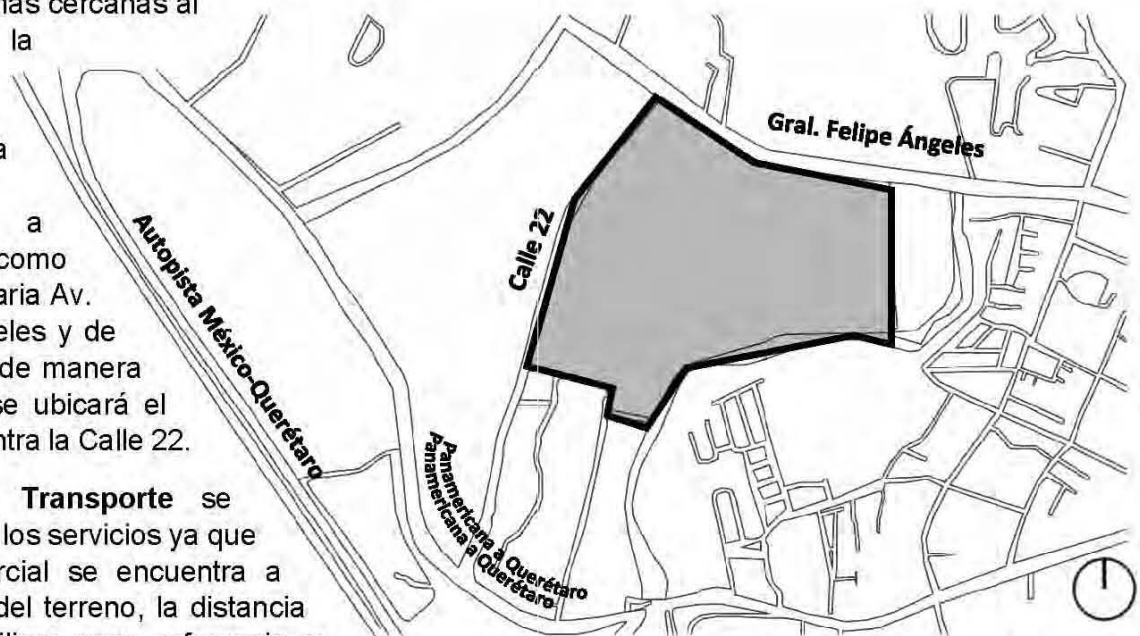 más cercanas al
la
a
a
como
aria Av.
eles y de
de manera
se ubicará el
ntra la Calle 22.
Transporte se
los servicios ya que
rcial se encuentra a
del terreno, la distancia
Gral. Felipe Ángeles
Calle 22
Autopista México-Querétaro
Panamericana a Querétaro
Panamericana a Querétaro